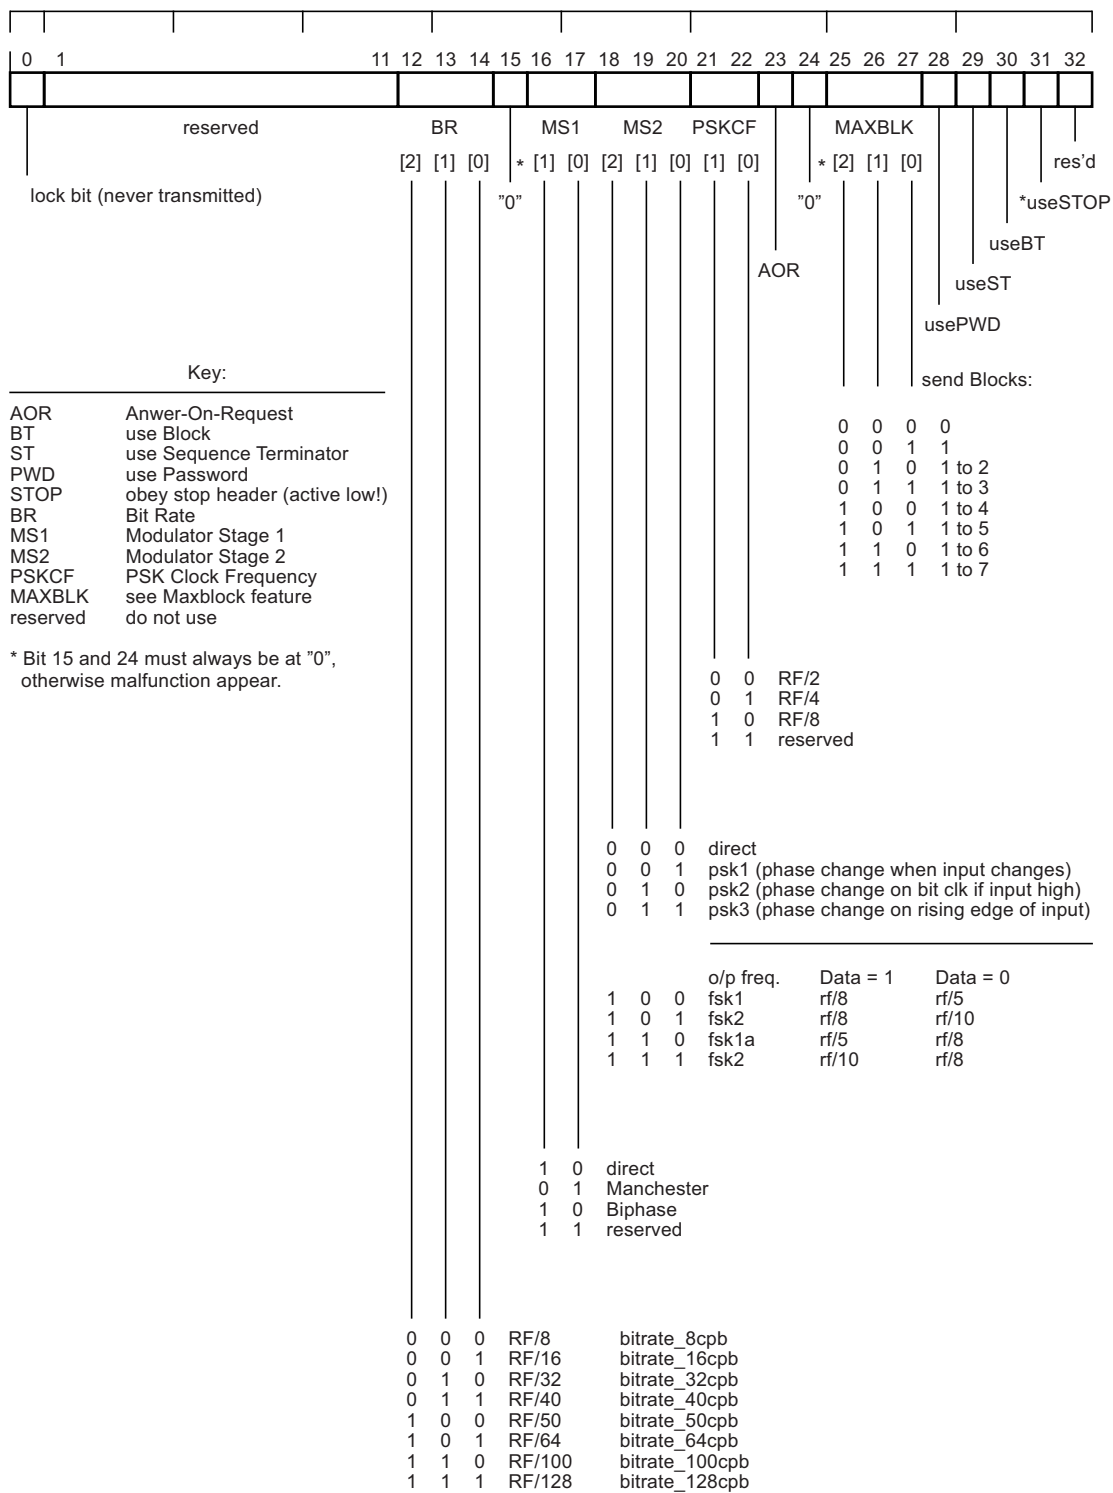 0 1 11 12 13 14 15 16 17 18 19 20 21 22 23 24 25 26 27 28 29 30 31 32
reserved BR MS1 MS2 PSKCF MAXBLK
[2] [1] [0] * [1] [0] [2] [1] [0] [1] [0] * [2] [1] [0] res'd
lock bit (never transmitted) "0" "0" *useSTOP
useBT
AOR
useST
usePWD
Key:
AOR Anwer-On-Request
BT use Block
ST use Sequence Terminator
PWD use Password
STOP obey stop header (active low!)
BR Bit Rate
MS1 Modulator Stage 1
MS2 Modulator Stage 2
PSKCF PSK Clock Frequency
MAXBLK see Maxblock feature
reserved do not use
* Bit 15 and 24 must always be at "0",
otherwise malfunction appear.
send Blocks:
0 0 0 0
0 0 1 1
0 1 0 1 to 2
0 1 1 1 to 3
1 0 0 1 to 4
1 0 1 1 to 5
1 1 0 1 to 6
1 1 1 1 to 7
0 0 RF/2
0 1 RF/4
1 0 RF/8
1 1 reserved
0 0 0 direct
0 0 1 psk1 (phase change when input changes)
0 1 0 psk2 (phase change on bit clk if input high)
0 1 1 psk3 (phase change on rising edge of input)
o/p freq. Data = 1 Data = 0
1 0 0 fsk1 rf/8 rf/5
1 0 1 fsk2 rf/8 rf/10
1 1 0 fsk1a rf/5 rf/8
1 1 1 fsk2 rf/10 rf/8
1 0 direct
0 1 Manchester
1 0 Biphase
1 1 reserved
0 0 0 RF/8 bitrate_8cpb
0 0 1 RF/16 bitrate_16cpb
0 1 0 RF/32 bitrate_32cpb
0 1 1 RF/40 bitrate_40cpb
1 0 0 RF/50 bitrate_50cpb
1 0 1 RF/64 bitrate_64cpb
1 1 0 RF/100 bitrate_100cpb
1 1 1 RF/128 bitrate_128cpb